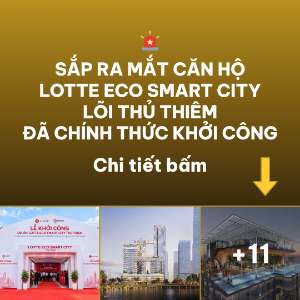 SẮP RA MẮT CĂN HỘ
LOTTE ECO SMART CITY
LÕI THỦ THIÊM
ĐÃ CHÍNH THỨC KHỞI CÔNG
Chi tiết bấm
LỄ KHỞI CÔNG
LOTTE ECO SMART CITY
+11